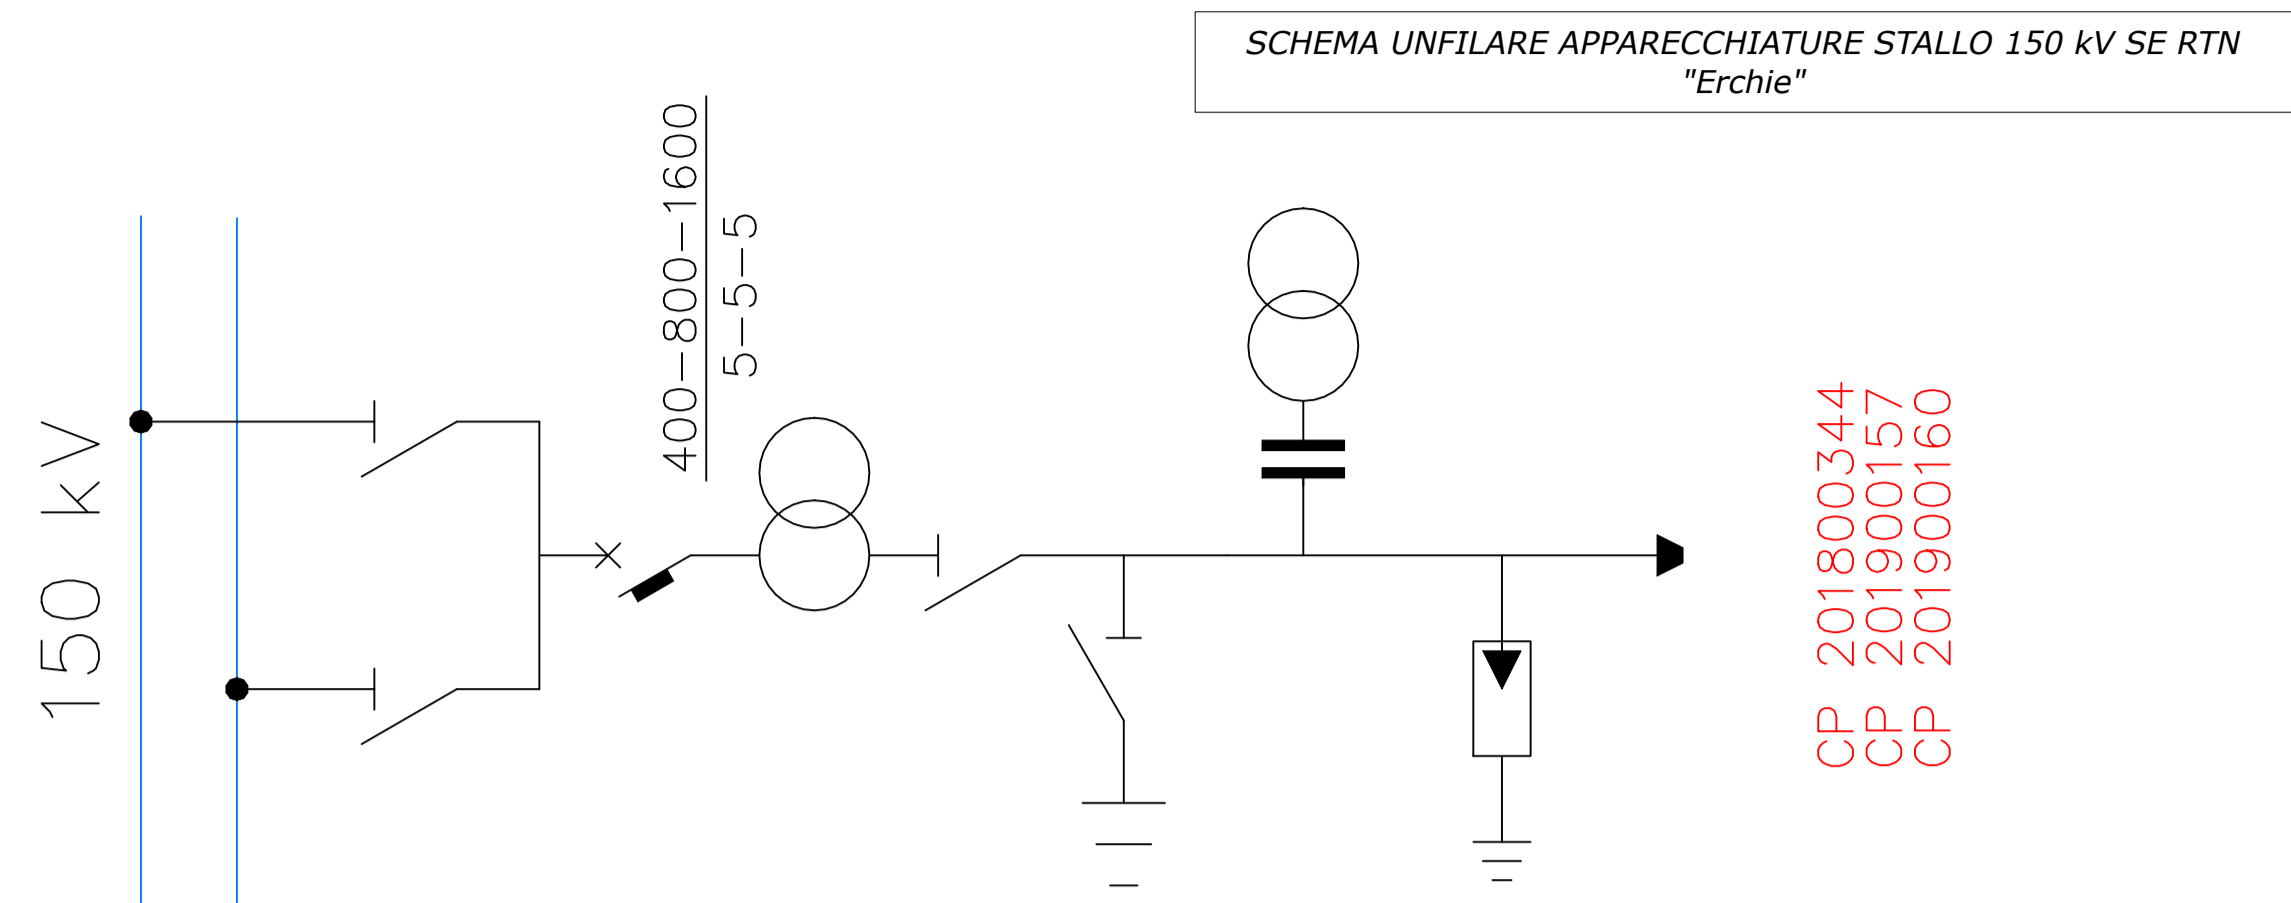 SCHEMA UNFILARE APPARECCHIATURE STALLO 150 kV SE RTN
"Erchie"
150 kV
400-800-1600
5-5-5
CP 201800344
CP 201900157
CP 201900160